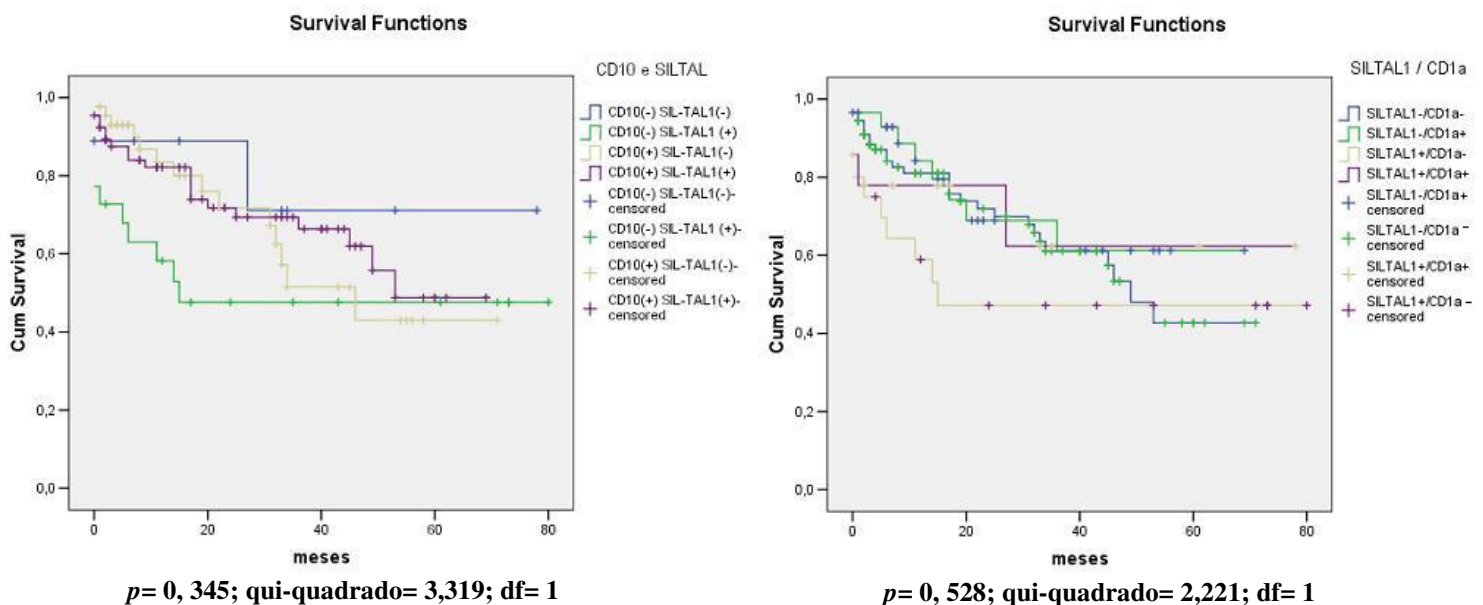 Survival Functions
CD10 e SILTAL
1,0
0,8
0,6
0,4
0,2
0,0
Cum Survival
0
20
40
60
80
meses
CD10(-) SIL-TAL1(-)
CD10(-) SIL-TAL1 (+)
CD10(+) SIL-TAL1(-)
CD10(+) SIL-TAL1(+)
CD10(-) SIL-TAL1(-)-
censored
CD10(-) SIL-TAL1 (+)-
censored
CD10(+) SIL-TAL1(-)-
censored
CD10(+) SIL-TAL1(+)-
censored
p= 0, 345; qui-quadrado= 3,319; df= 1
Survival Functions
SILTAL1 / CD1a
1,0
0,8
0,6
0,4
0,2
0,0
Cum Survival
0
20
40
60
80
meses
SILTAL1-/CD1a-
SILTAL1-/CD1a+
SILTAL1+/CD1a-
SILTAL1+/CD1a+
SILTAL1-/CD1a+
censored
SILTAL1-/CD1a-
censored
SILTAL1+/CD1a+
censored
SILTAL1+/CD1a-
censored
p= 0, 528; qui-quadrado= 2,221; df= 1